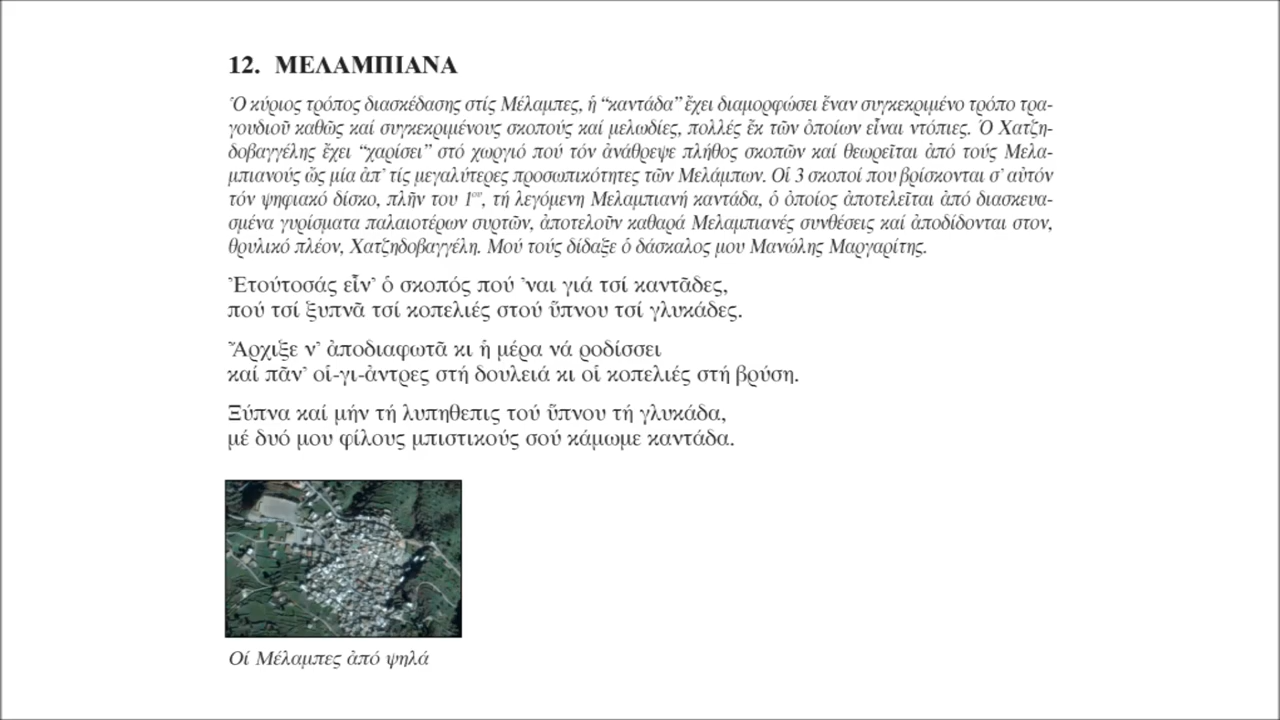 12. ΜΕΛΑΜΠΙΑΝΑ
Ὁ κύριος τρόπος διασκέδασης στίς Μέλαμπες, ἡ “καντάδα” ἔχει διαμορφώσει ἕναν συγκεκριμένο τρόπο τρα-
γουδιοῦ καθῶς καί συγκεκριμένους σκοπούς καί μελωδίες, πολλές ἔκ τῶν ὁποίων εἶναι ντόπιες. Ὁ Χατζη-
δοβαγγέλης ἔχει “χαρίσει” στό χωργιό πού τόν ἀνάθρεψε πλῆθος σκοπῶν καί θεωρεῖται ἀπό τούς Μελα-
μπιανούς ὥς μία ἀπ’ τίς μεγαλύτερες προσωπικότητες τῶν Μελάμπων. Οἱ 3 σκοποί που βρίσκονται σ’ αὐτόν
τόν ψηφιακό δίσκο, πλῆν του 1ου, τή λεγόμενη Μελαμπιανή καντάδα, ὁ ὁποίος ἀποτελεῖται ἀπό διασκευα-
σμένα γυρίσματα παλαιοτέρων συρτῶν, ἀποτελοῦν καθαρά Μελαμπιανές συνθέσεις καί ἀποδίδονται στον,
θρυλικό πλέον, Χατζηδοβαγγέλη. Μού τούς δίδαξε ὁ δάσκαλος μου Μανώλης Μαργαρίτης.
Ἐτούτοσάς εἶν’ ὁ σκοπός πού ’ναι γιά τσί καντᾶδες,
πού τσί ξυπνᾶ τσί κοπελιές στού ὕπνου τσί γλυκάδες.
Ἄρχιξε ν’ ἀποδιαφωτᾶ κι ἡ μέρα νά ροδίσσει
καί πᾶν’ οἱ-γι-ἀντρες στή δουλειά κι οἱ κοπελιές στή βρύση.
Ξύπνα καί μήν τή λυπηθεπις τού ὕπνου τή γλυκάδα,
μέ δυό μου φίλους μπιστικούς σού κάμωμε καντάδα.
Οἱ Μέλαμπες ἀπό ψηλά